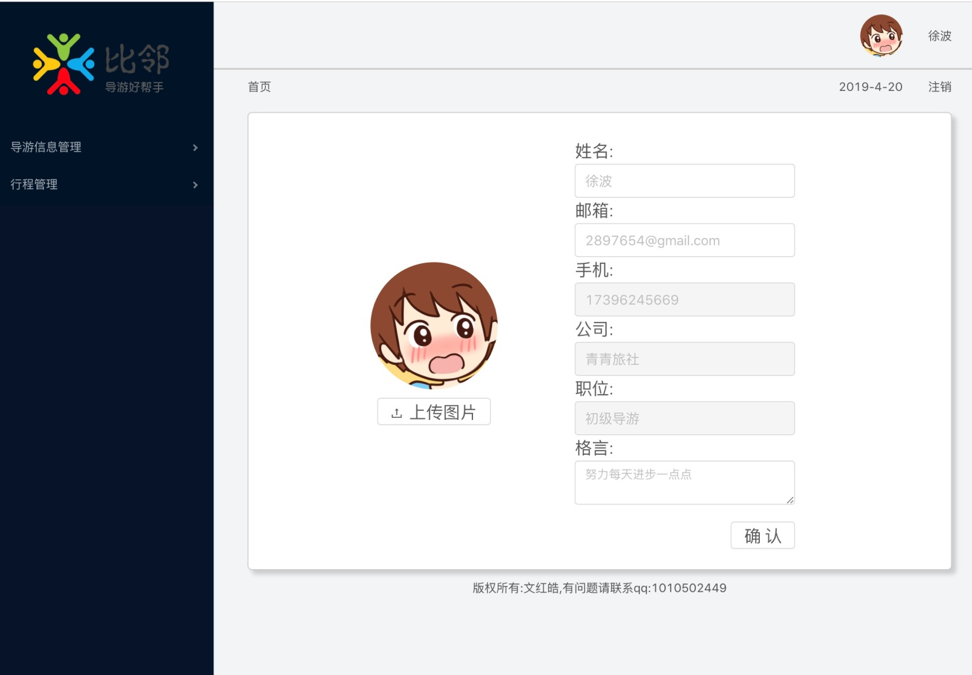 比邻
导游好帮手
徐波
首页
2019-4-20
注销
导游信息管理
行程管理
姓名:
徐波
邮箱:
2897654@gmail.com
手机:
17396245669
公司:
青青旅社
职位:
初级导游
格言:
努力每天进步一点点
上传图片
确 认
版权所有:文红皓,有问题请联系qq:1010502449